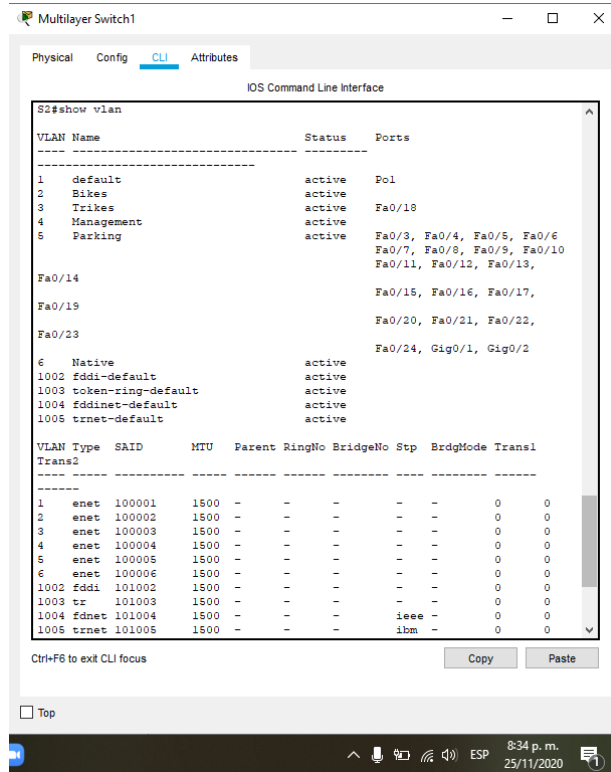 Multilayer Switch1
Physical Config CLI Attributes
IOS Command Line Interface
S2#show vlan
VLAN Name Status Ports
---- -------------------------------- ---------
-------------------------------
1 default active Po1
2 Bikes active
3 Trikes active Fa0/18
4 Management active
5 Parking active Fa0/3, Fa0/4, Fa0/5, Fa0/6
Fa0/7, Fa0/8, Fa0/9, Fa0/10
Fa0/11, Fa0/12, Fa0/13,
Fa0/14
Fa0/15, Fa0/16, Fa0/17,
Fa0/19
Fa0/20, Fa0/21, Fa0/22,
Fa0/23
Fa0/24, Gig0/1, Gig0/2
6 Native active
1002 fddi-default active
1003 token-ring-default active
1004 fddinet-default active
1005 trnet-default active
VLAN Type SAID MTU Parent RingNo BridgeNo Stp BrdgMode Trans1
Trans2
---- ----- ---------- ----- ------ ------ -------- ---- -------- ------
------
1 enet 100001 1500 - - - - - 0 0
2 enet 100002 1500 - - - - - 0 0
3 enet 100003 1500 - - - - - 0 0
4 enet 100004 1500 - - - - - 0 0
5 enet 100005 1500 - - - - - 0 0
6 enet 100006 1500 - - - - - 0 0
1002 fddi 101002 1500 - - - - - 0 0
1003 tr 101003 1500 - - - - - 0 0
1004 fdnet 101004 1500 - - - ieee - 0 0
1005 trnet 101005 1500 - - - ibm - 0 0
Ctrl+F6 to exit CLI focus
Copy Paste
Top
ESP
8:34 p. m.
25/11/2020
1